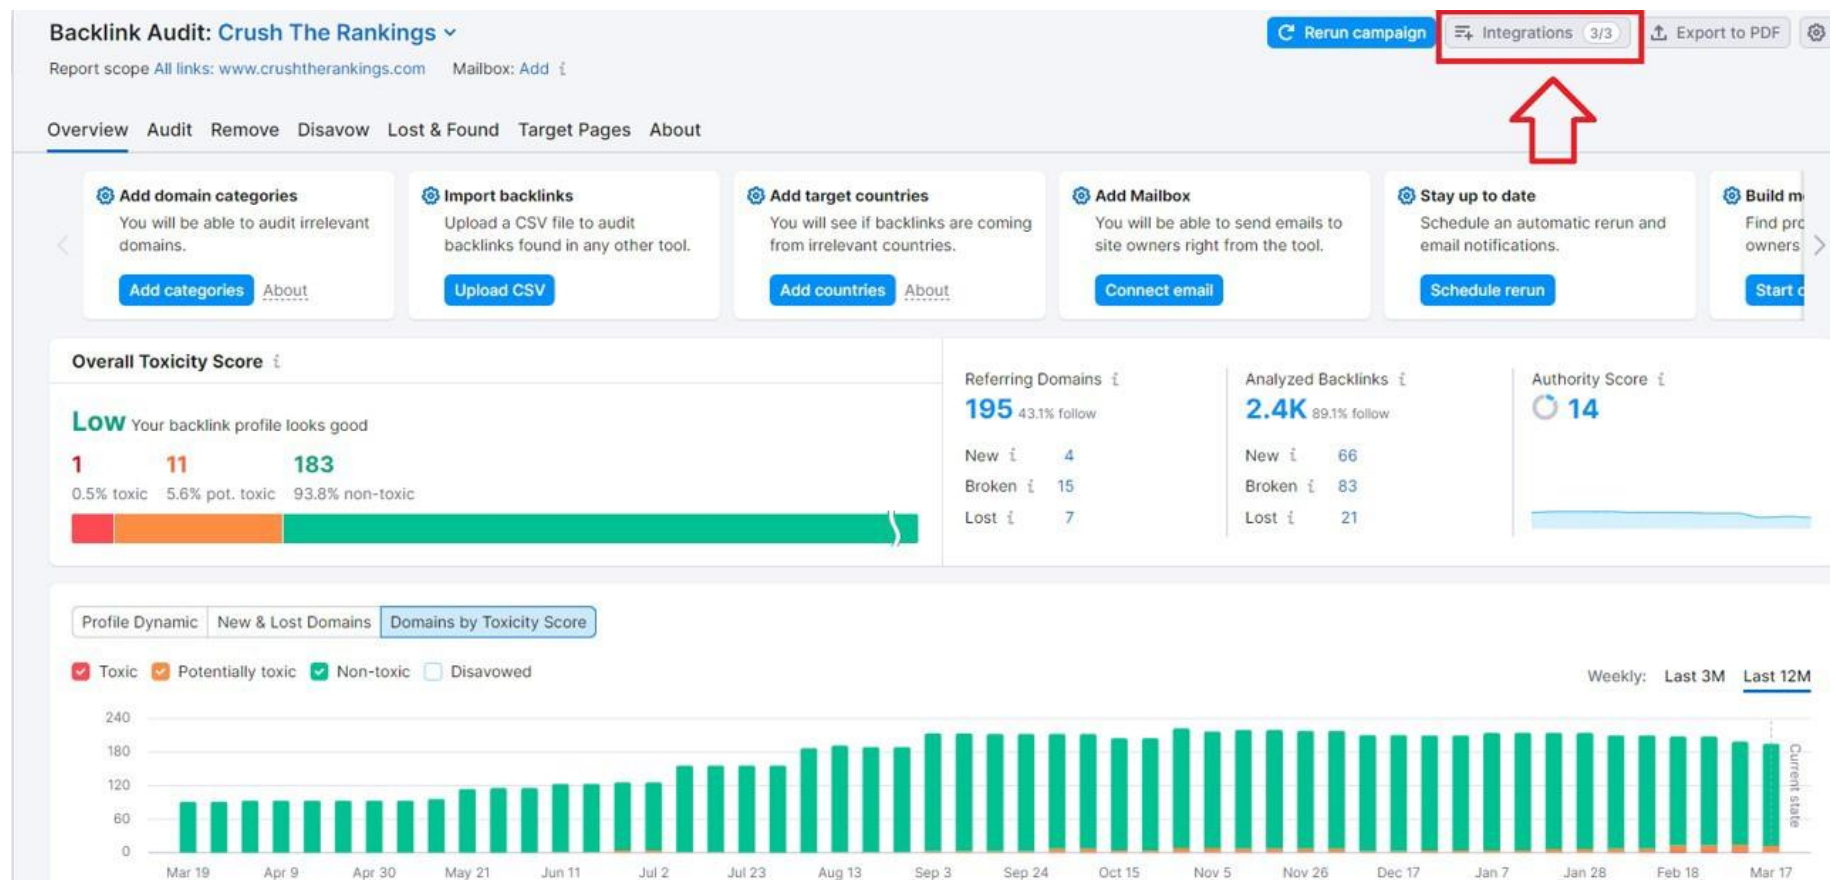 Backlink Audit: Crush The Rankings
Rerun campaign
Integrations 3/3
Export to PDF
Report scope All links: www.crushtherankings.com Mailbox: Add i
Overview Audit Remove Disavow Lost & Found Target Pages About
Add domain categories
You will be able to audit irrelevant
domains.
Add categories About
Import backlinks
Upload a CSV file to audit
backlinks found in any other tool.
Upload CSV
Add target countries
You will see if backlinks are coming
from irrelevant countries.
Add countries About
Add Mailbox
You will be able to send emails to
site owners right from the tool.
Connect email
Stay up to date
Schedule an automatic rerun and
email notifications.
Schedule rerun
Build m
Find pro
owners
Start
Overall Toxicity Score i
Low Your backlink profile looks good
1 11 183
0.5% toxic 5.6% pot. toxic 93.8% non-toxic
Referring Domains i
195 43.1% follow
New i 4
Broken i 15
Lost i 7
Analyzed Backlinks i
2.4K 89.1% follow
New i 66
Broken i 83
Lost i 21
Authority Score i
14
Profile Dynamic New & Lost Domains Domains by Toxicity Score
Toxic Potentially toxic Non-toxic Disavowed
Weekly: Last 3M Last 12M
240
180
120
60
0
Current state
Mar 19 Apr 9 Apr 30 May 21 Jun 11 Jul 2 Jul 23 Aug 13 Sep 3 Sep 24 Oct 15 Nov 5 Nov 26 Dec 17 Jan 7 Jan 28 Feb 18 Mar 17